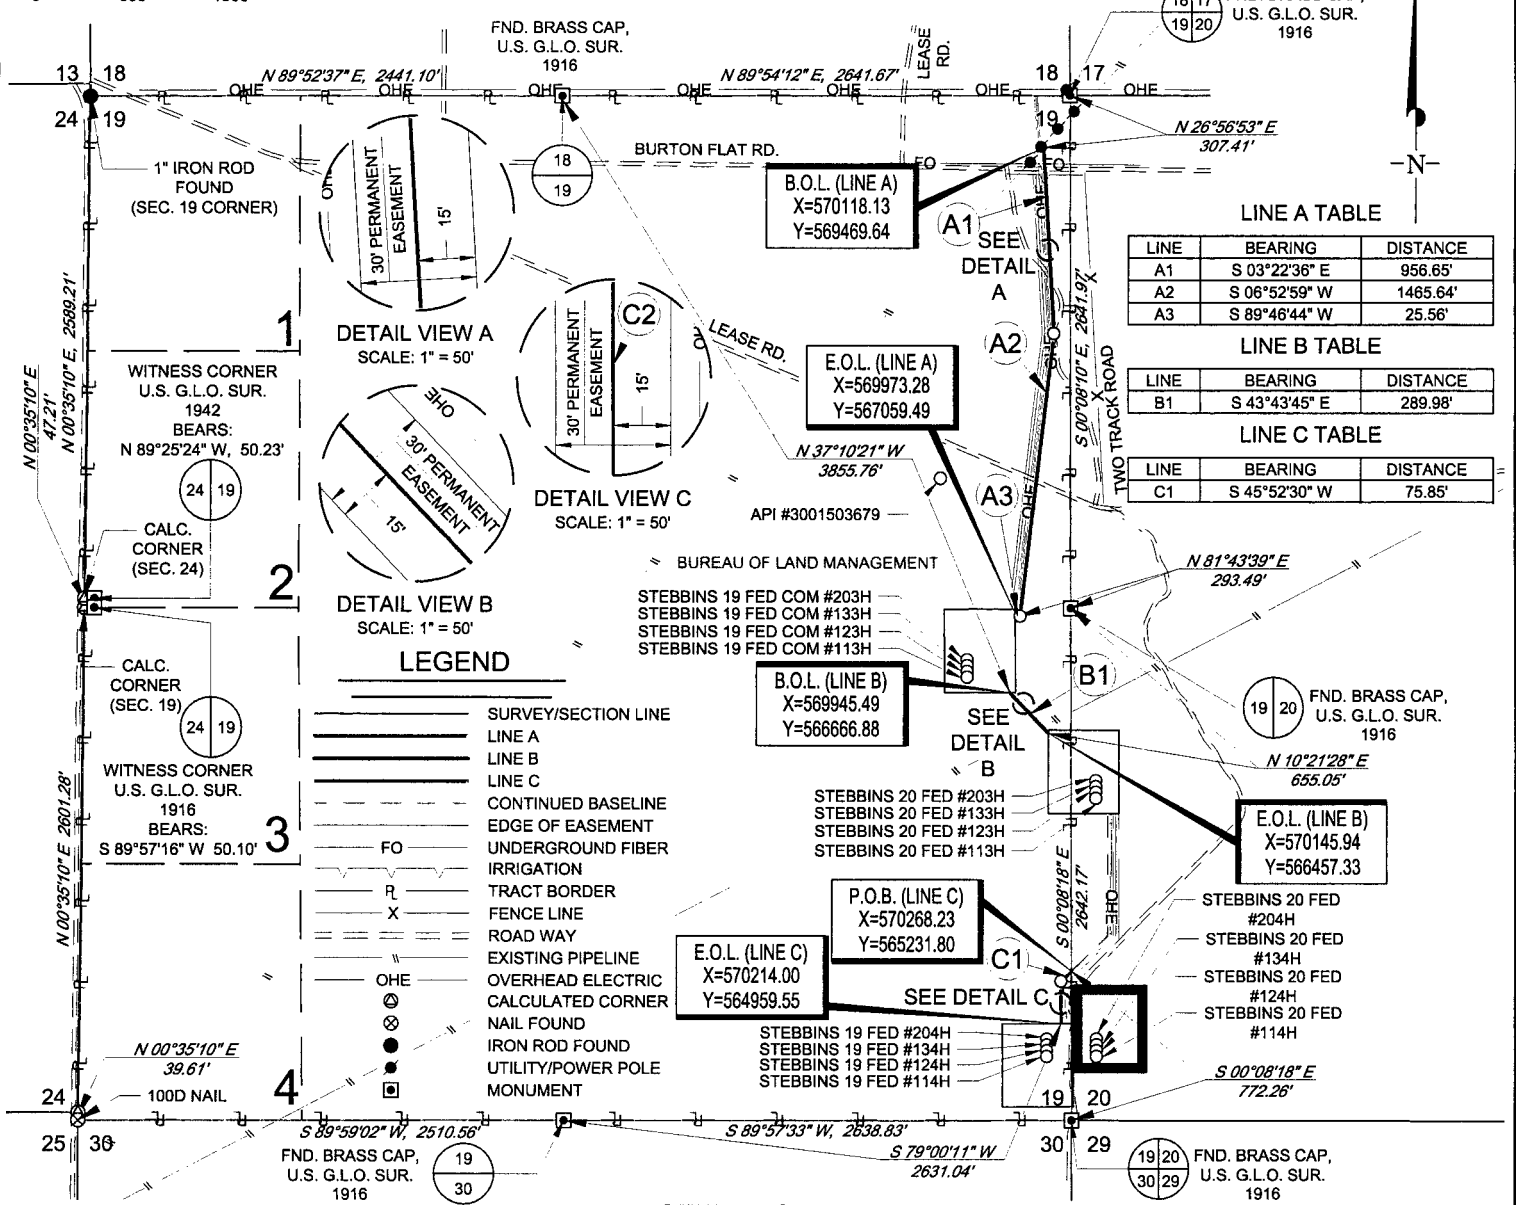 FND. BRASS CAP,
U.S. G.L.O. SUR.
1916
18 17
19 20
U.S. G.L.O. SUR.
1916
13 18
24 19
N 89°52'37" E, 2441.10'
N 89°54'12" E, 2641.67'
OHE
OHE
OHE
OHE
OHE
OHE
LEASE
RD.
18 17
19
N 26°56'53" E
307.41'
1" IRON ROD
FOUND
(SEC. 19 CORNER)
18
19
BURTON FLAT RD.
FO
FO
B.O.L. (LINE A)
X=570118.13
Y=569469.64
A1
SEE
DETAIL
A
-N-
30' PERMANENT
EASEMENT
15'
DETAIL VIEW A
SCALE: 1" = 50'
LINE A TABLE
LINE BEARING DISTANCE
A1 S 03°22'36" E 956.65'
A2 S 06°52'59" W 1465.64'
A3 S 89°46'44" W 25.56'
LINE B TABLE
LINE BEARING DISTANCE
B1 S 43°43'45" E 289.98'
LINE C TABLE
LINE BEARING DISTANCE
C1 S 45°52'30" W 75.85'
N 00°35'10" E, 2589.21'
1
C2
30' PERMANENT
EASEMENT
15'
DETAIL VIEW C
SCALE: 1" = 50'
LEASE RD.
A2
S 00°08'10" E, 2641.97'
TWO TRACK ROAD
E.O.L. (LINE A)
X=569973.28
Y=567059.49
WITNESS CORNER
U.S. G.L.O. SUR.
1942
BEARS:
N 89°25'24" W, 50.23'
N 00°35'10" E
47.21'
24 19
OHE
30' PERMANENT
EASEMENT
15'
DETAIL VIEW B
SCALE: 1" = 50'
N 37°10'21" W
3855.76'
A3
OHE
API #3001503679
CALC.
CORNER
(SEC. 24)
2
BUREAU OF LAND MANAGEMENT
N 81°43'39" E
293.49'
STEBBINS 19 FED COM #203H
STEBBINS 19 FED COM #133H
STEBBINS 19 FED COM #123H
STEBBINS 19 FED COM #113H
CALC.
CORNER
(SEC. 19)
24 19
WITNESS CORNER
U.S. G.L.O. SUR.
1916
BEARS:
S 89°57'16" W 50.10'
3
B.O.L. (LINE B)
X=569945.49
Y=566666.88
B1
SEE
DETAIL
B
19 20
FND. BRASS CAP,
U.S. G.L.O. SUR.
1916
N 10°21'28" E
655.05'
STEBBINS 20 FED #203H
STEBBINS 20 FED #133H
STEBBINS 20 FED #123H
STEBBINS 20 FED #113H
E.O.L. (LINE B)
X=570145.94
Y=566457.33
LEGEND
SURVEY/SECTION LINE
LINE A
LINE B
LINE C
CONTINUED BASELINE
EDGE OF EASEMENT
FO UNDERGROUND FIBER
IRRIGATION
TRACT BORDER
X FENCE LINE
ROAD WAY
EXISTING PIPELINE
OHE OVERHEAD ELECTRIC
CALCULATED CORNER
NAIL FOUND
IRON ROD FOUND
UTILITY/POWER POLE
MONUMENT
N 00°35'10" E 2601.28'
S 00°08'18" E
2642.17'
OHE
P.O.B. (LINE C)
X=570268.23
Y=565231.80
E.O.L. (LINE C)
X=570214.00
Y=564959.55
C1
SEE DETAIL C
STEBBINS 20 FED
#204H
STEBBINS 20 FED
#134H
STEBBINS 20 FED
#124H
STEBBINS 20 FED
#114H
STEBBINS 19 FED #204H
STEBBINS 19 FED #134H
STEBBINS 19 FED #124H
STEBBINS 19 FED #114H
N 00°35'10" E
39.61'
4
100D NAIL
24
25 30
19 20
30 29
S 00°08'18" E
772.26'
S 89°59'02" W, 2510.56'
S 89°57'33" W, 2638.83'
S 79°00'11" W
2631.04'
FND. BRASS CAP,
U.S. G.L.O. SUR.
1916
19
30
19 20
30 29
FND. BRASS CAP,
U.S. G.L.O. SUR.
1916